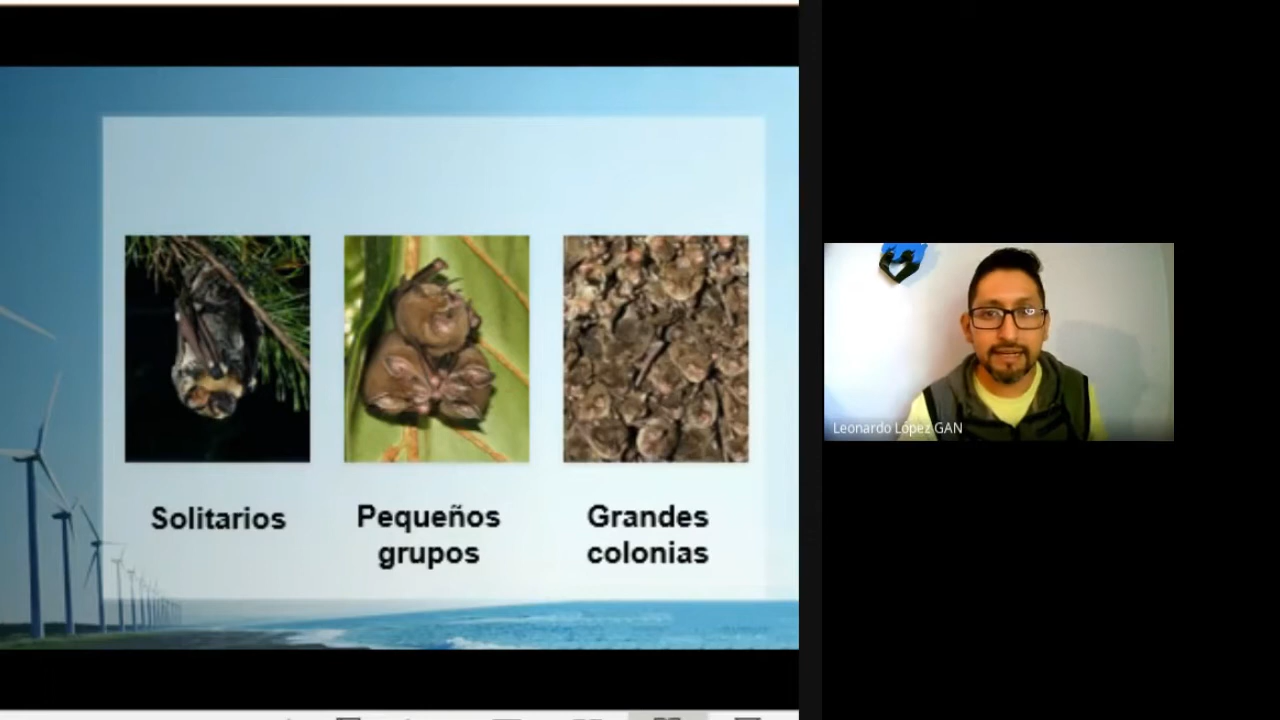 Solitarios
Pequeños
grupos
Grandes
colonias
Leonardo López GAN